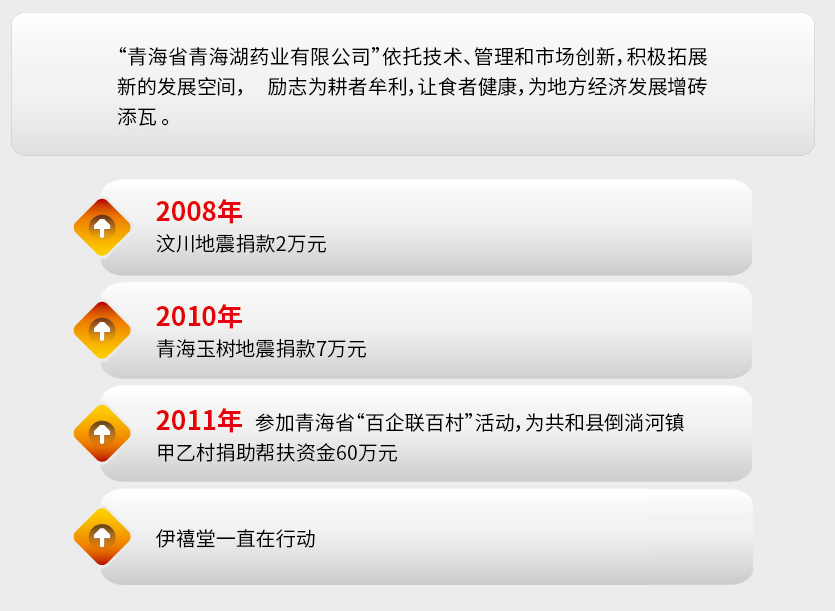 “青海省青海湖药业有限公司”依托技术、管理和市场创新，积极拓展
新的发展空间， 励志为耕者牟利，让食者健康，为地方经济发展增砖
添瓦 。
2008年
汶川地震捐款2万元
2010年
青海玉树地震捐款7万元
2011年 参加青海省“百企联百村”活动，为共和县倒淌河镇
甲乙村捐助帮扶资金60万元
伊禧堂一直在行动